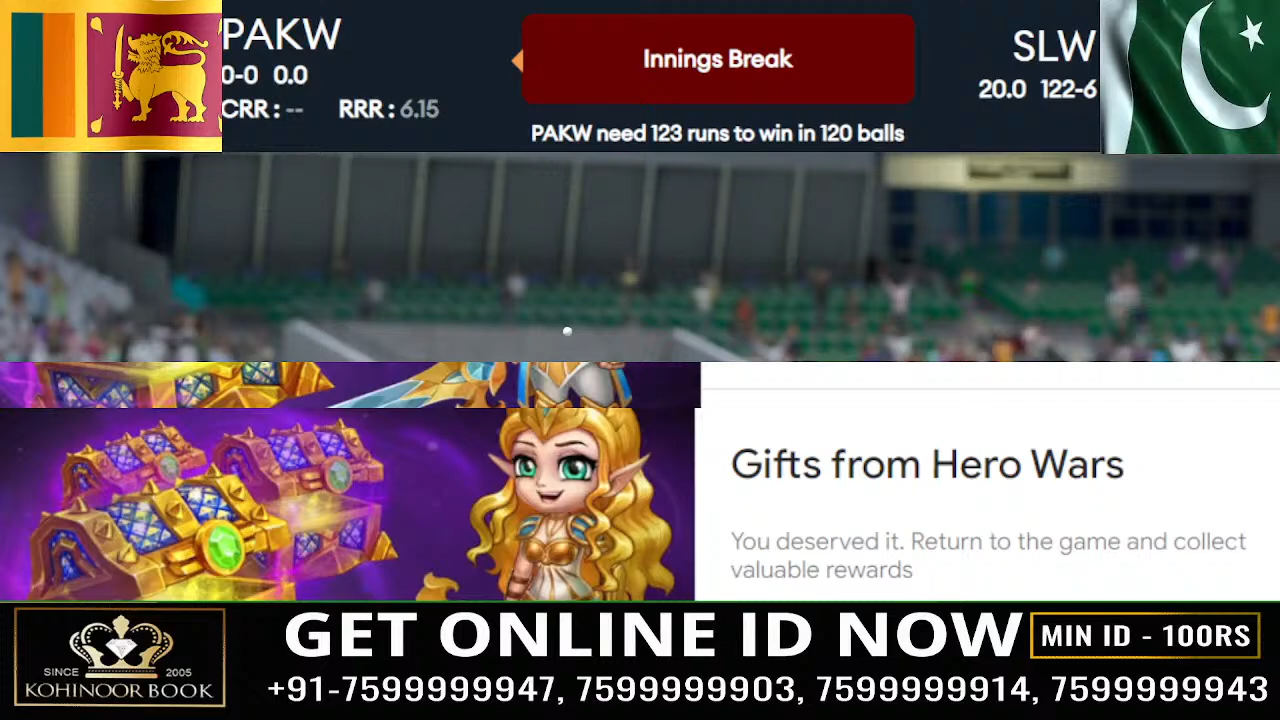 PAKW
0-0 0.0
CRR : -- RRR : 6.15
Innings Break
PAKW need 123 runs to win in 120 balls
SLW
20.0 122-6
Gifts from Hero Wars
You deserved it. Return to the game and collect
valuable rewards
SINCE 2005
KOHINOOR BOOK
GET ONLINE ID NOW
MIN ID - 100RS
+91-7599999947, 7599999903, 7599999914, 7599999943